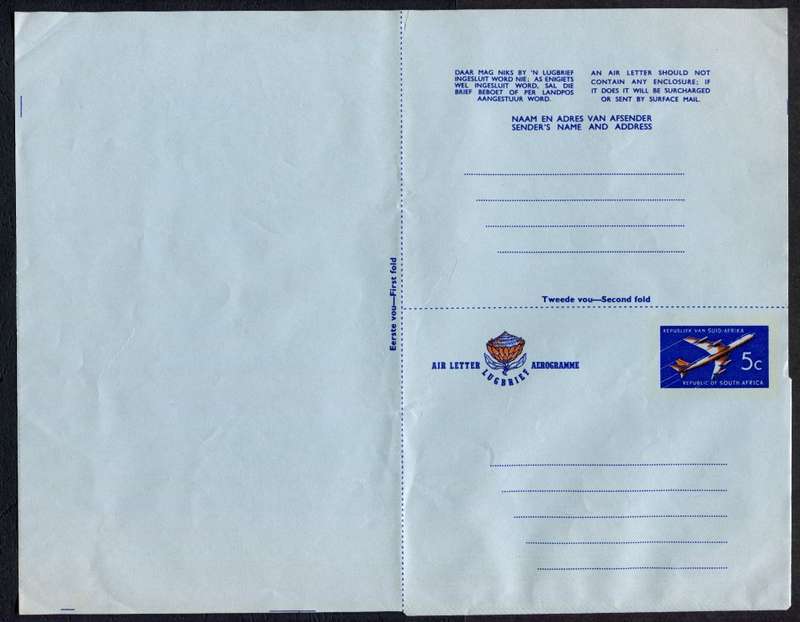 DAAR MAG NIKS BY 'N LUGBRIEF
INGESLUIT WORD NIE; AS ENIGIETS
WEL INGESLUIT WORD, SAL DIE
BRIEF BEBOET OF PER LANDPOS
AANGESTUUR WORD.
AN AIR LETTER SHOULD NOT
CONTAIN ANY ENCLOSURE; IF
IT DOES IT WILL BE SURCHARGED
OR SENT BY SURFACE MAIL.
NAAM EN ADRES VAN AFSENDER
SENDER'S NAME AND ADDRESS
Eerste vou—First fold
Tweede vou—Second fold
AIR LETTER
LUGBRIEF
AEROGRAMME
REPUBLIEK VAN SUID-AFRIKA
5c
REPUBLIC OF SOUTH AFRICA